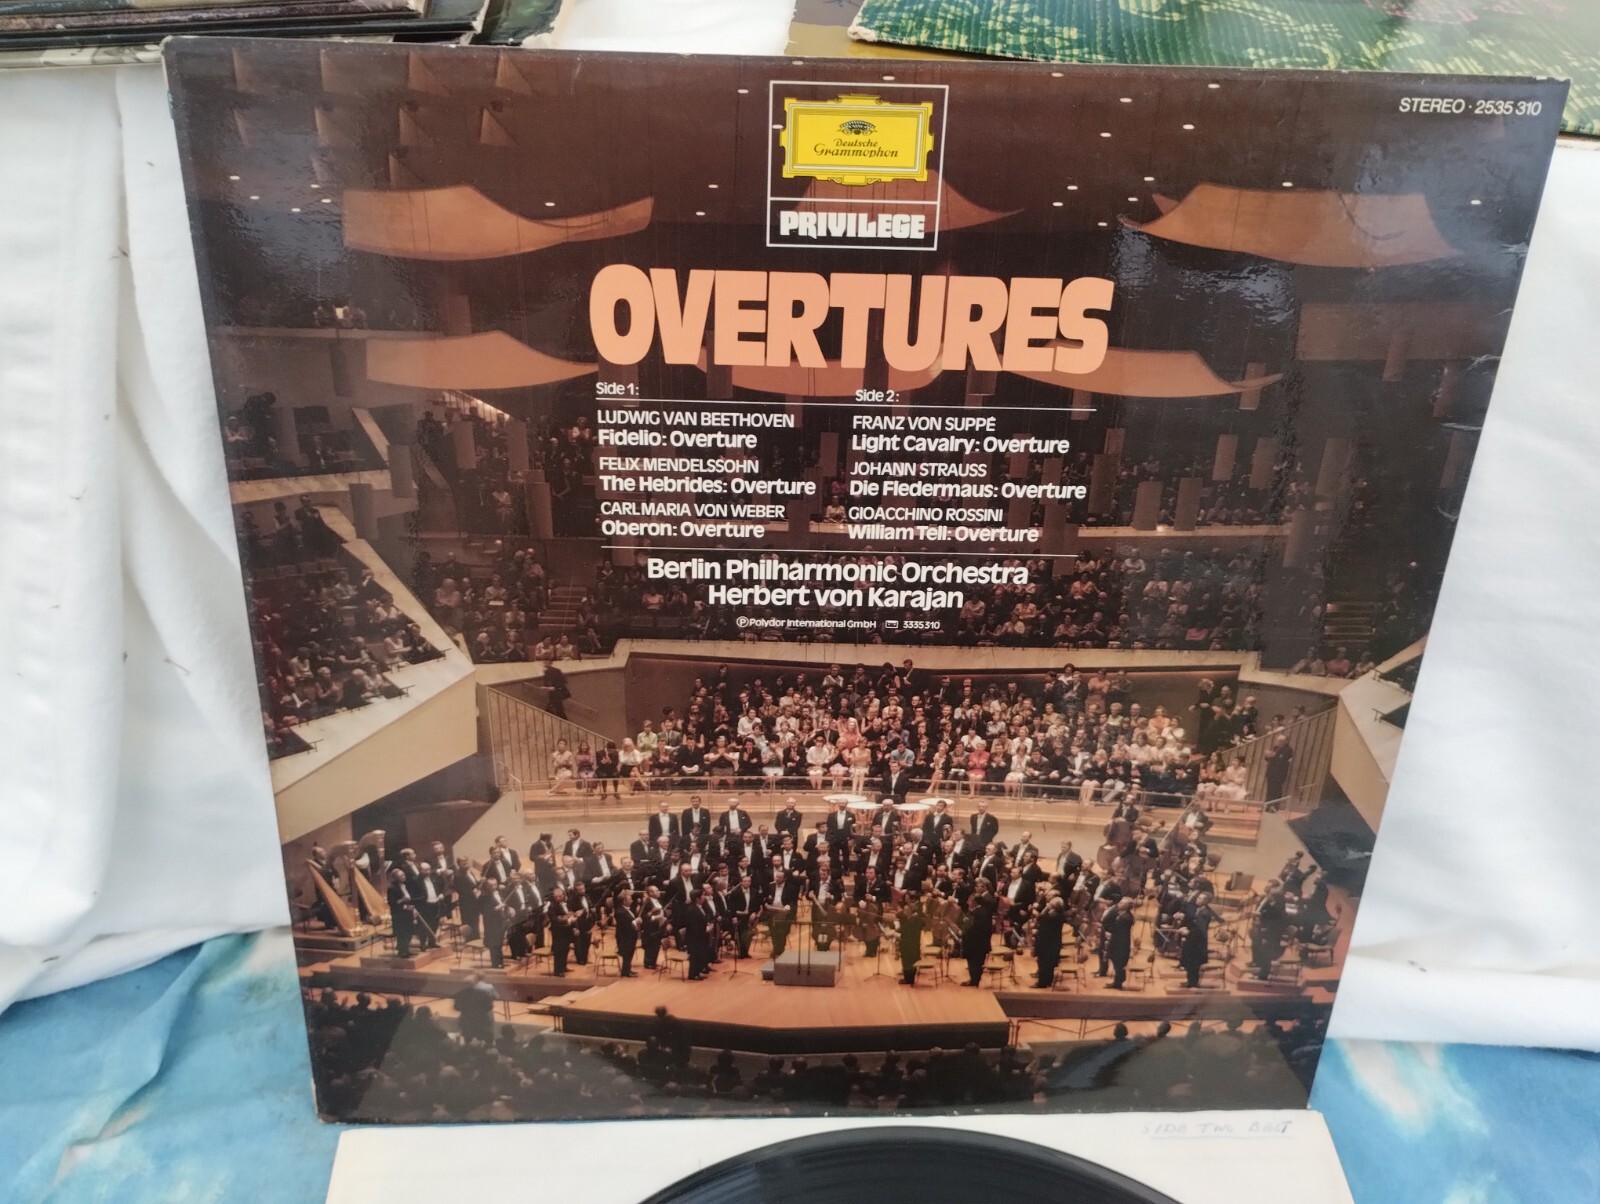 STEREO · 2535 310
Deutsche
Grammophon
PRIVILEGE
OVERTURES
Side 1:
LUDWIG VAN BEETHOVEN
Fidelio: Overture
FELIX MENDELSSOHN
The Hebrides: Overture
CARL MARIA VON WEBER
Oberon: Overture
Side 2:
FRANZ VON SUPPÉ
Light Cavalry: Overture
JOHANN STRAUSS
Die Fledermaus: Overture
GIOACCHINO ROSSINI
William Tell: Overture
Berlin Philharmonic Orchestra
Herbert von Karajan
Ⓟ Polydor International GmbH 3335 310
SIDE TWO BEST